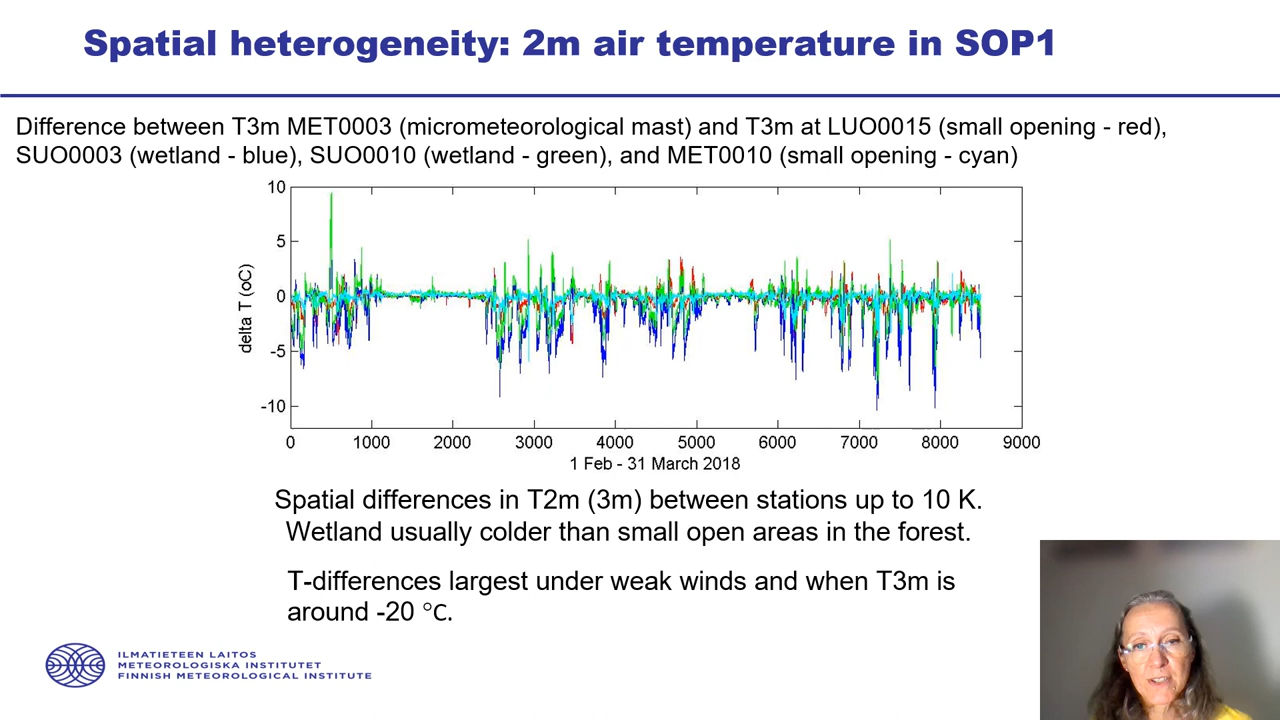 Spatial heterogeneity: 2m air temperature in SOP1
Difference between T3m MET0003 (micrometeorological mast) and T3m at LUO0015 (small opening - red),
SUO0003 (wetland - blue), SUO0010 (wetland - green), and MET0010 (small opening - cyan)
10
5
0
-5
-10
delta T (oC)
0 1000 2000 3000 4000 5000 6000 7000 8000 9000
1 Feb - 31 March 2018
Spatial differences in T2m (3m) between stations up to 10 K.
Wetland usually colder than small open areas in the forest.
T-differences largest under weak winds and when T3m is
around -20 °C.
ILMATIETEEN LAITOS
METEOROLOGISKA INSTITUTET
FINNISH METEOROLOGICAL INSTITUTE